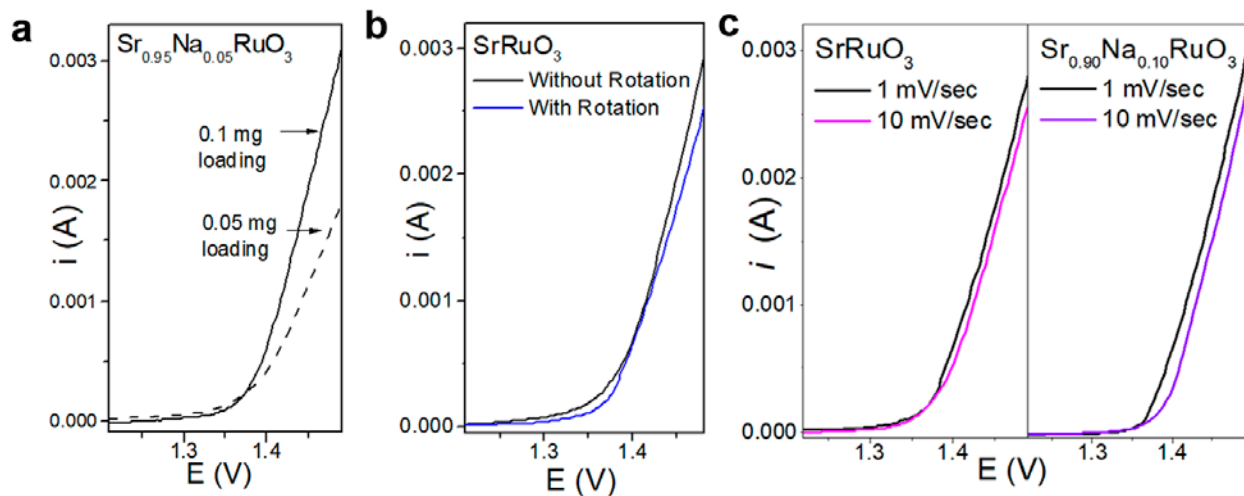 a
Sr0.95Na0.05RuO3
0.003
0.002
0.001
0.000
i (A)
0.1 mg
loading
0.05 mg
loading
1.3
1.4
E (V)
b
SrRuO3
Without Rotation
With Rotation
0.003
0.002
0.001
0.000
i (A)
1.3
1.4
E (V)
c
SrRuO3
1 mV/sec
10 mV/sec
Sr0.90Na0.10RuO3
1 mV/sec
10 mV/sec
0.003
0.002
0.001
0.000
i (A)
1.3
1.4
E (V)
1.3
1.4
E (V)